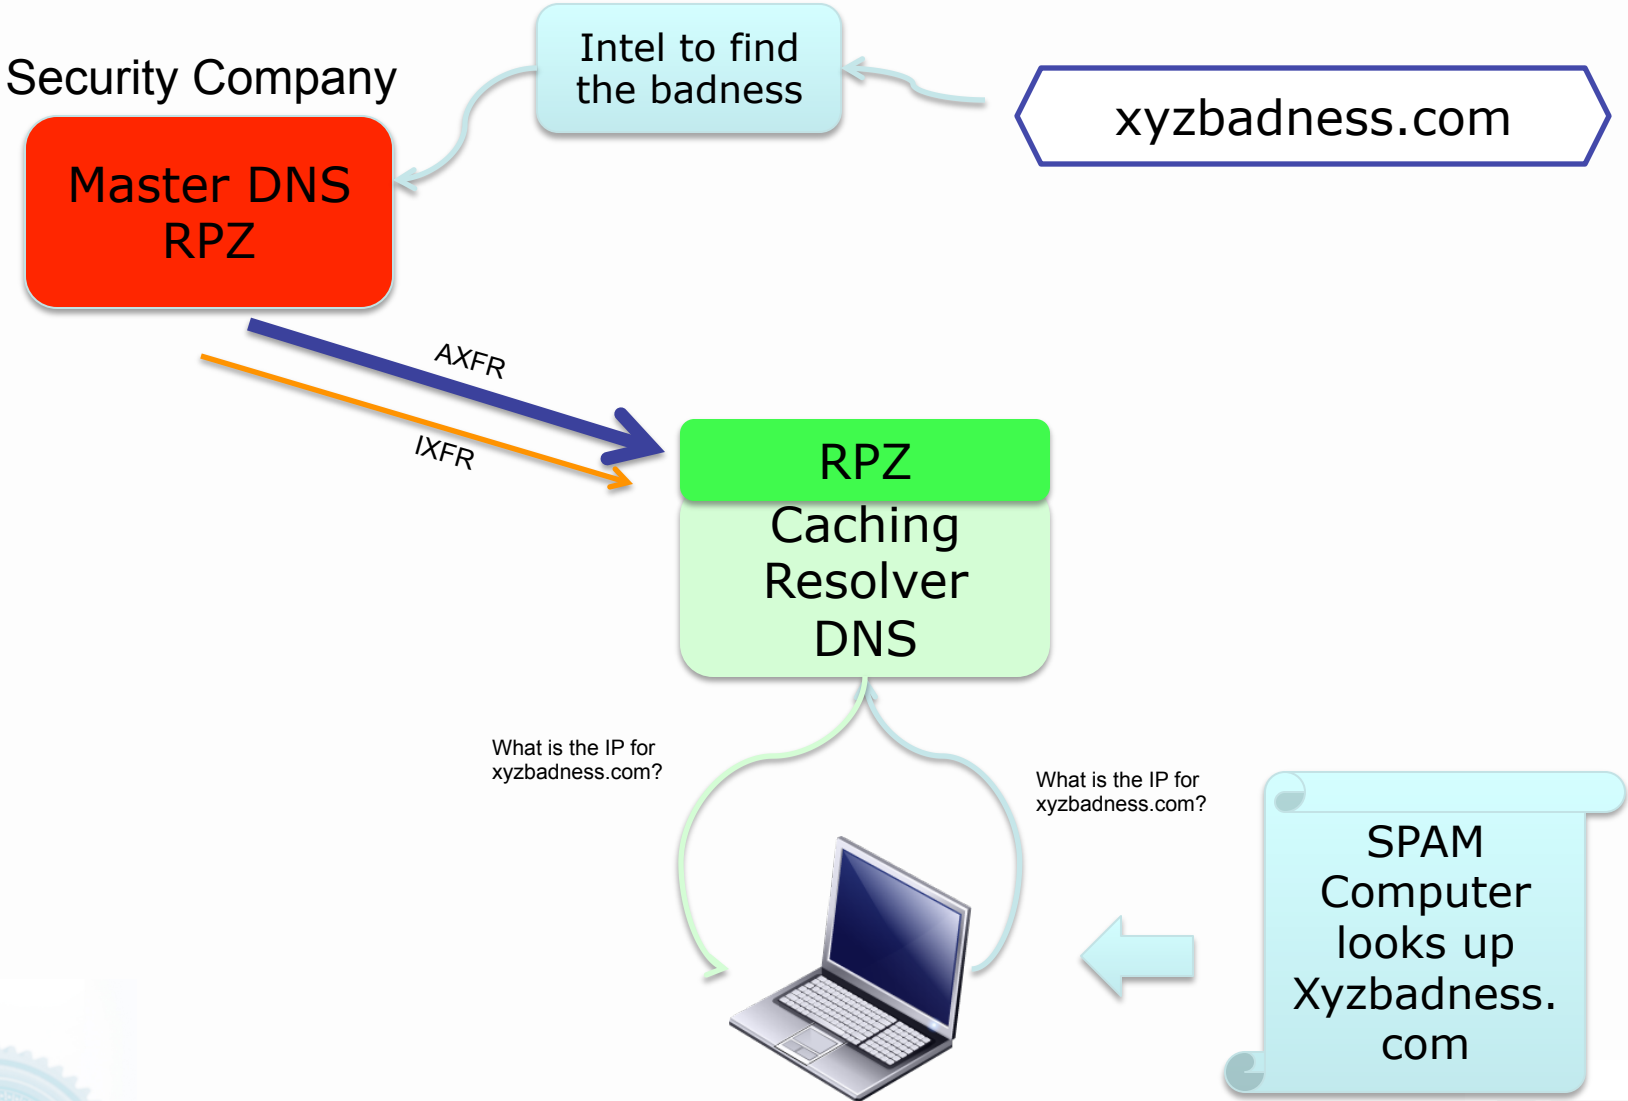 Intel to find
the badness
Security Company
xyzbadness.com
Master DNS
RPZ
AXFR
IXFR
RPZ
Caching
Resolver
DNS
What is the IP for
xyzbadness.com?
What is the IP for
xyzbadness.com?
SPAM
Computer
looks up
Xyzbadness.
com